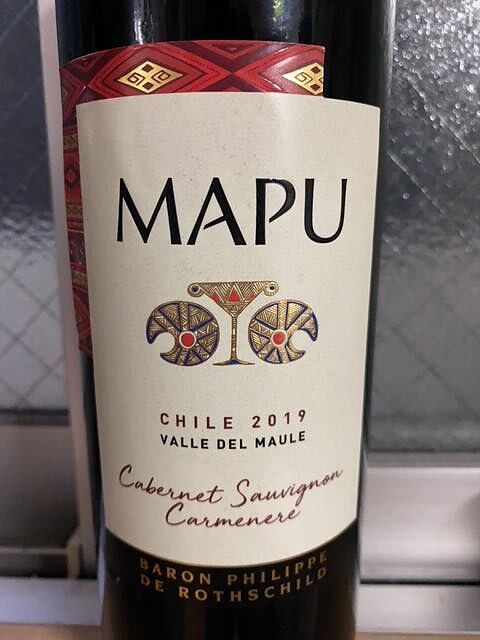 MAPU
CHILE 2019
VALLE DEL MAULE
Cabernet Sauvignon
Carmenere
BARON PHILIPPE
DE ROTHSCHILD